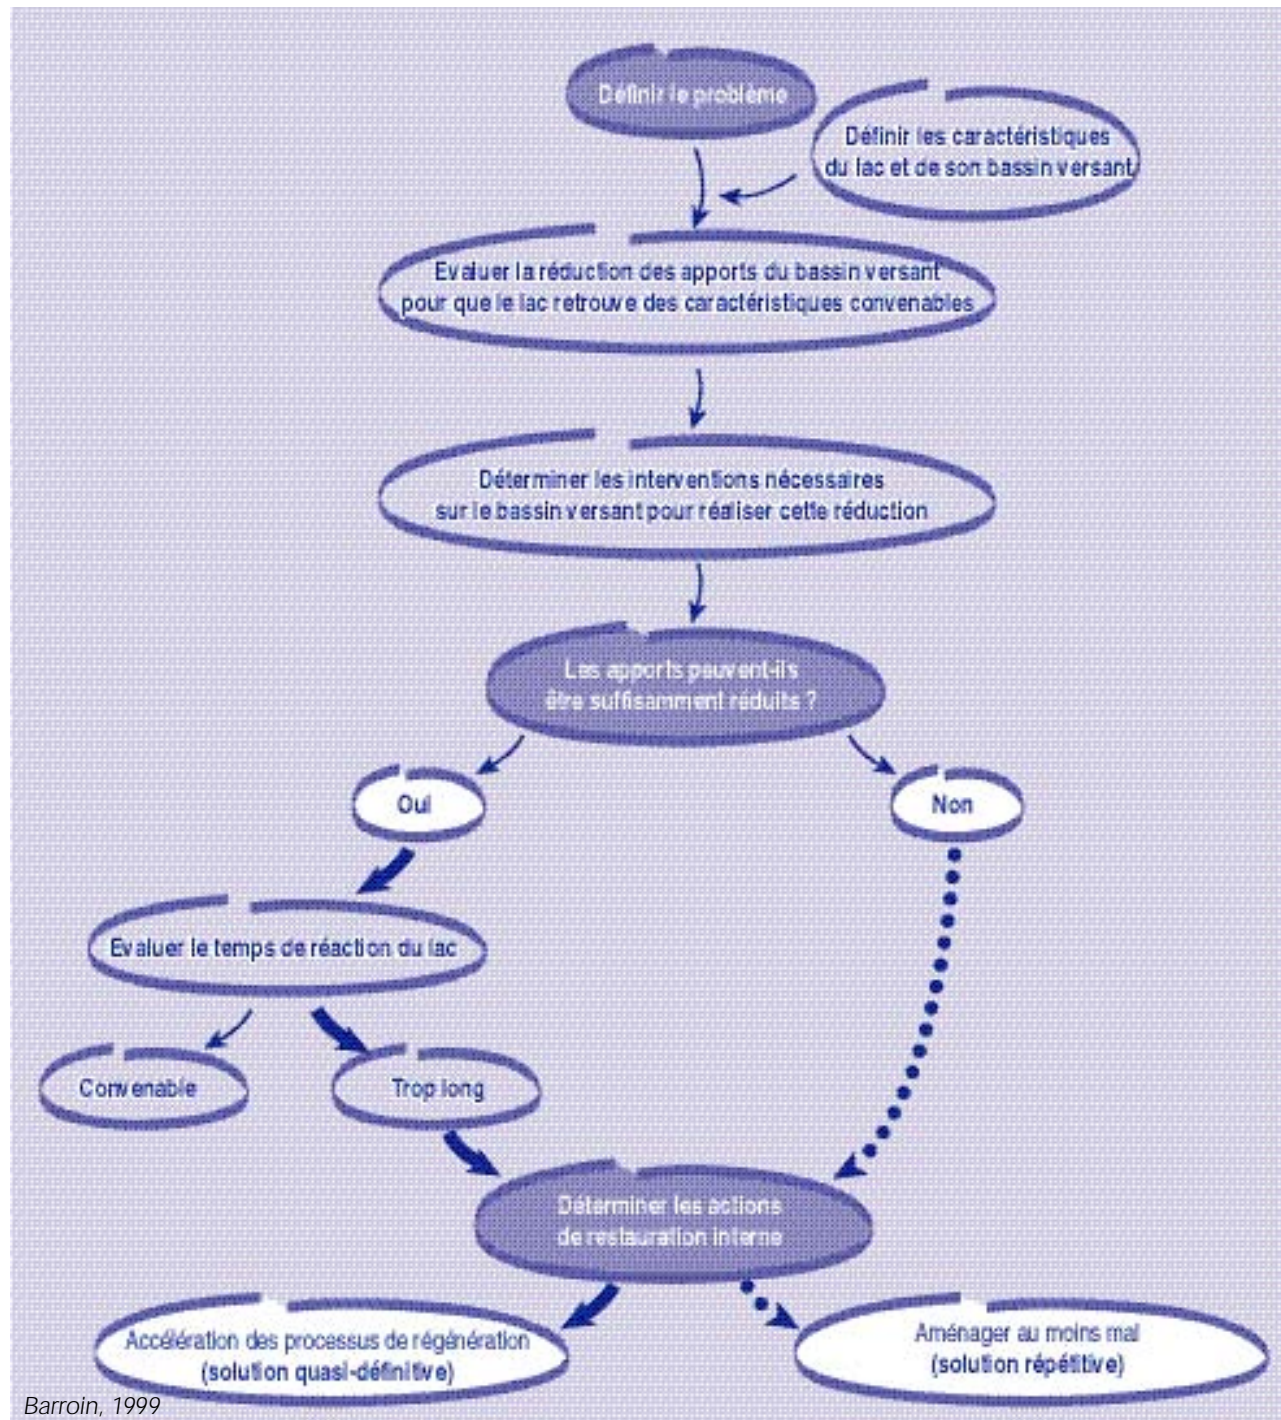 Définir le problème
Définir les caractéristiques
du lac et de son bassin versant
Evaluer la réduction des apports du bassin versant
pour que le lac retrouve des caractéristiques convenables
Déterminer les interventions nécessaires
sur le bassin versant pour réaliser cette réduction
Les apports peuvent-ils
être suffisamment réduits ?
Oui
Non
Evaluer le temps de réaction du lac
Convenable
Trop long
Déterminer les actions
de restauration interne
Accélération des processus de régénération
(solution quasi-définitive)
Aménager au moins mal
(solution répétitive)
Barroin, 1999